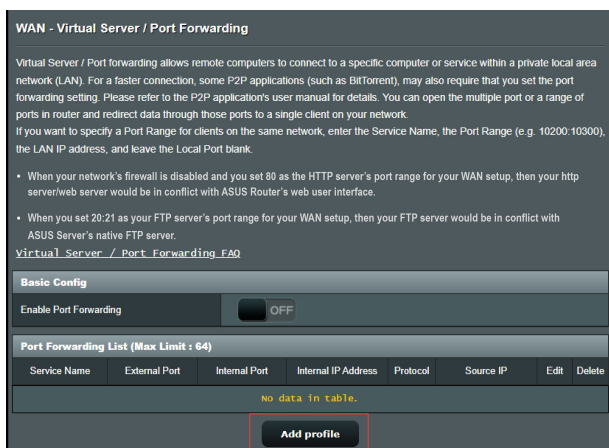 WAN - Virtual Server / Port Forwarding
Virtual Server / Port forwarding allows remote computers to connect to a specific computer or service within a private local area
network (LAN). For a faster connection, some P2P applications (such as BitTorrent), may also require that you set the port
forwarding setting. Please refer to the P2P application's user manual for details. You can open the multiple port or a range of
ports in router and redirect data through those ports to a single client on your network.
If you want to specify a Port Range for clients on the same network, enter the Service Name, the Port Range (e.g. 10200:10300),
the LAN IP address, and leave the Local Port blank.
• When your network's firewall is disabled and you set 80 as the HTTP server's port range for your WAN setup, then your http
server/web server would be in conflict with ASUS Router's web user interface.
• When you set 20:21 as your FTP server's port range for your WAN setup, then your FTP server would be in conflict with
ASUS Server's native FTP server.
Virtual Server / Port Forwarding FAQ
Basic Config
Enable Port Forwarding OFF
Port Forwarding List (Max Limit : 64)
Service Name External Port Internal Port Internal IP Address Protocol Source IP Edit Delete
No data in table.
Add profile